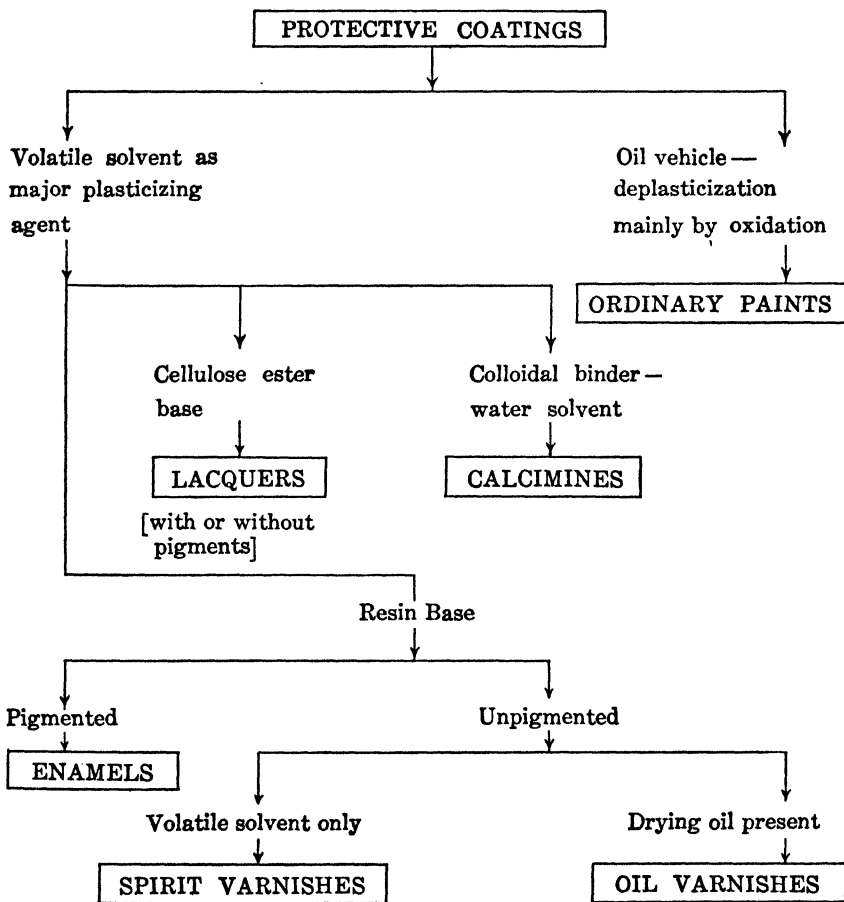 PROTECTIVE COATINGS
Volatile solvent as
major plasticizing
agent
Oil vehicle —
deplasticization
mainly by oxidation
ORDINARY PAINTS
Cellulose ester
base
LACQUERS
[with or without
pigments]
Colloidal binder —
water solvent
CALCIMINES
Resin Base
Pigmented
ENAMELS
Unpigmented
Volatile solvent only
SPIRIT VARNISHES
Drying oil present
OIL VARNISHES